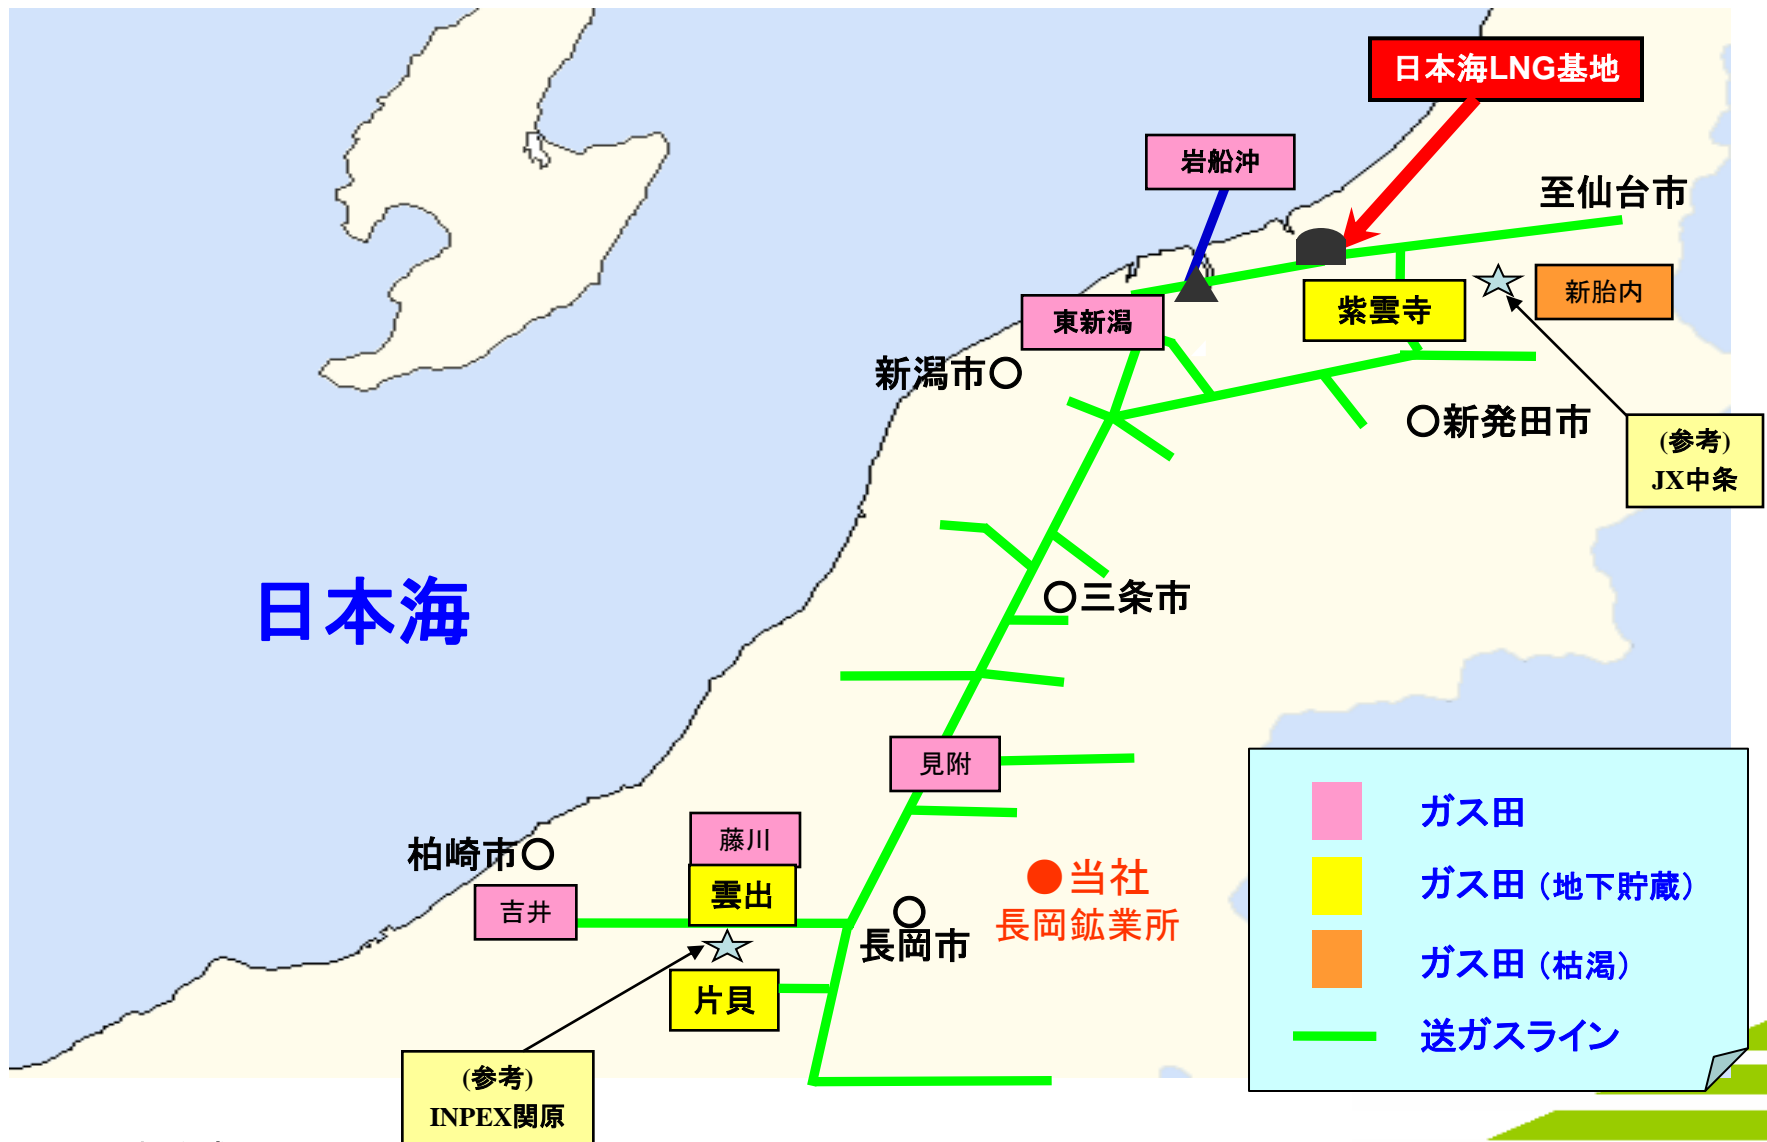 日本海LNG基地
岩船沖
至仙台市
新胎内
紫雲寺
東新潟
新潟市
新発田市
(参考)
JX中条
日本海
三条市
見附
藤川
柏崎市
雲出
吉井
当社
長岡鉱業所
長岡市
片貝
(参考)
INPEX関原
ガス田
ガス田（地下貯蔵）
ガス田（枯渇）
送ガスライン